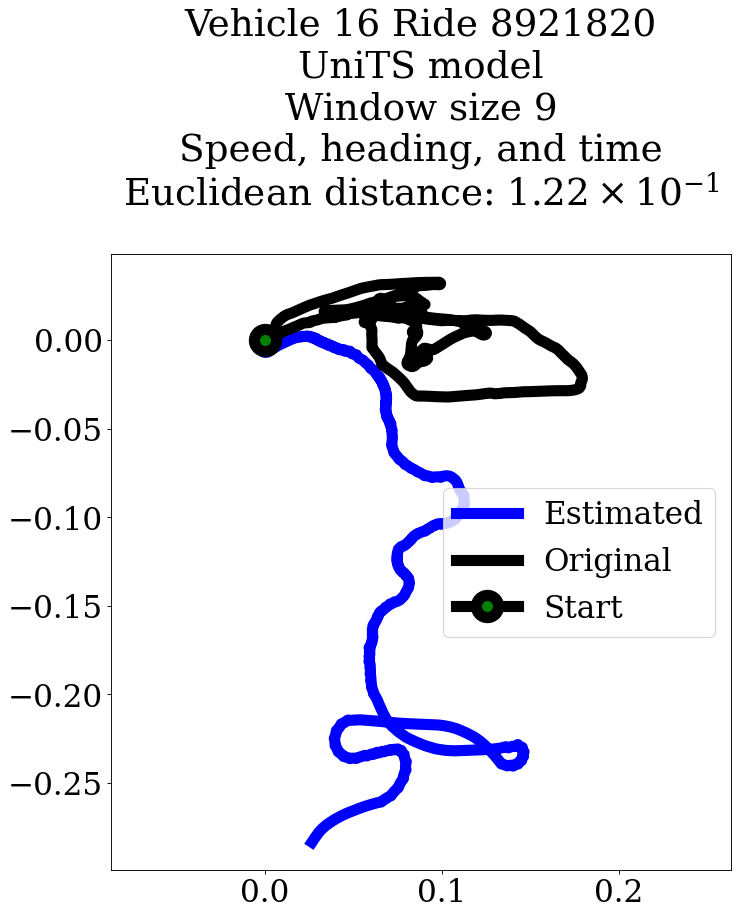 Vehicle 16 Ride 8921820
UniTS model
Window size 9
Speed, heading, and time
Euclidean distance: 1.22 × 10⁻¹
0.00
−0.05
−0.10
−0.15
−0.20
−0.25
Estimated
Original
Start
0.0
0.1
0.2